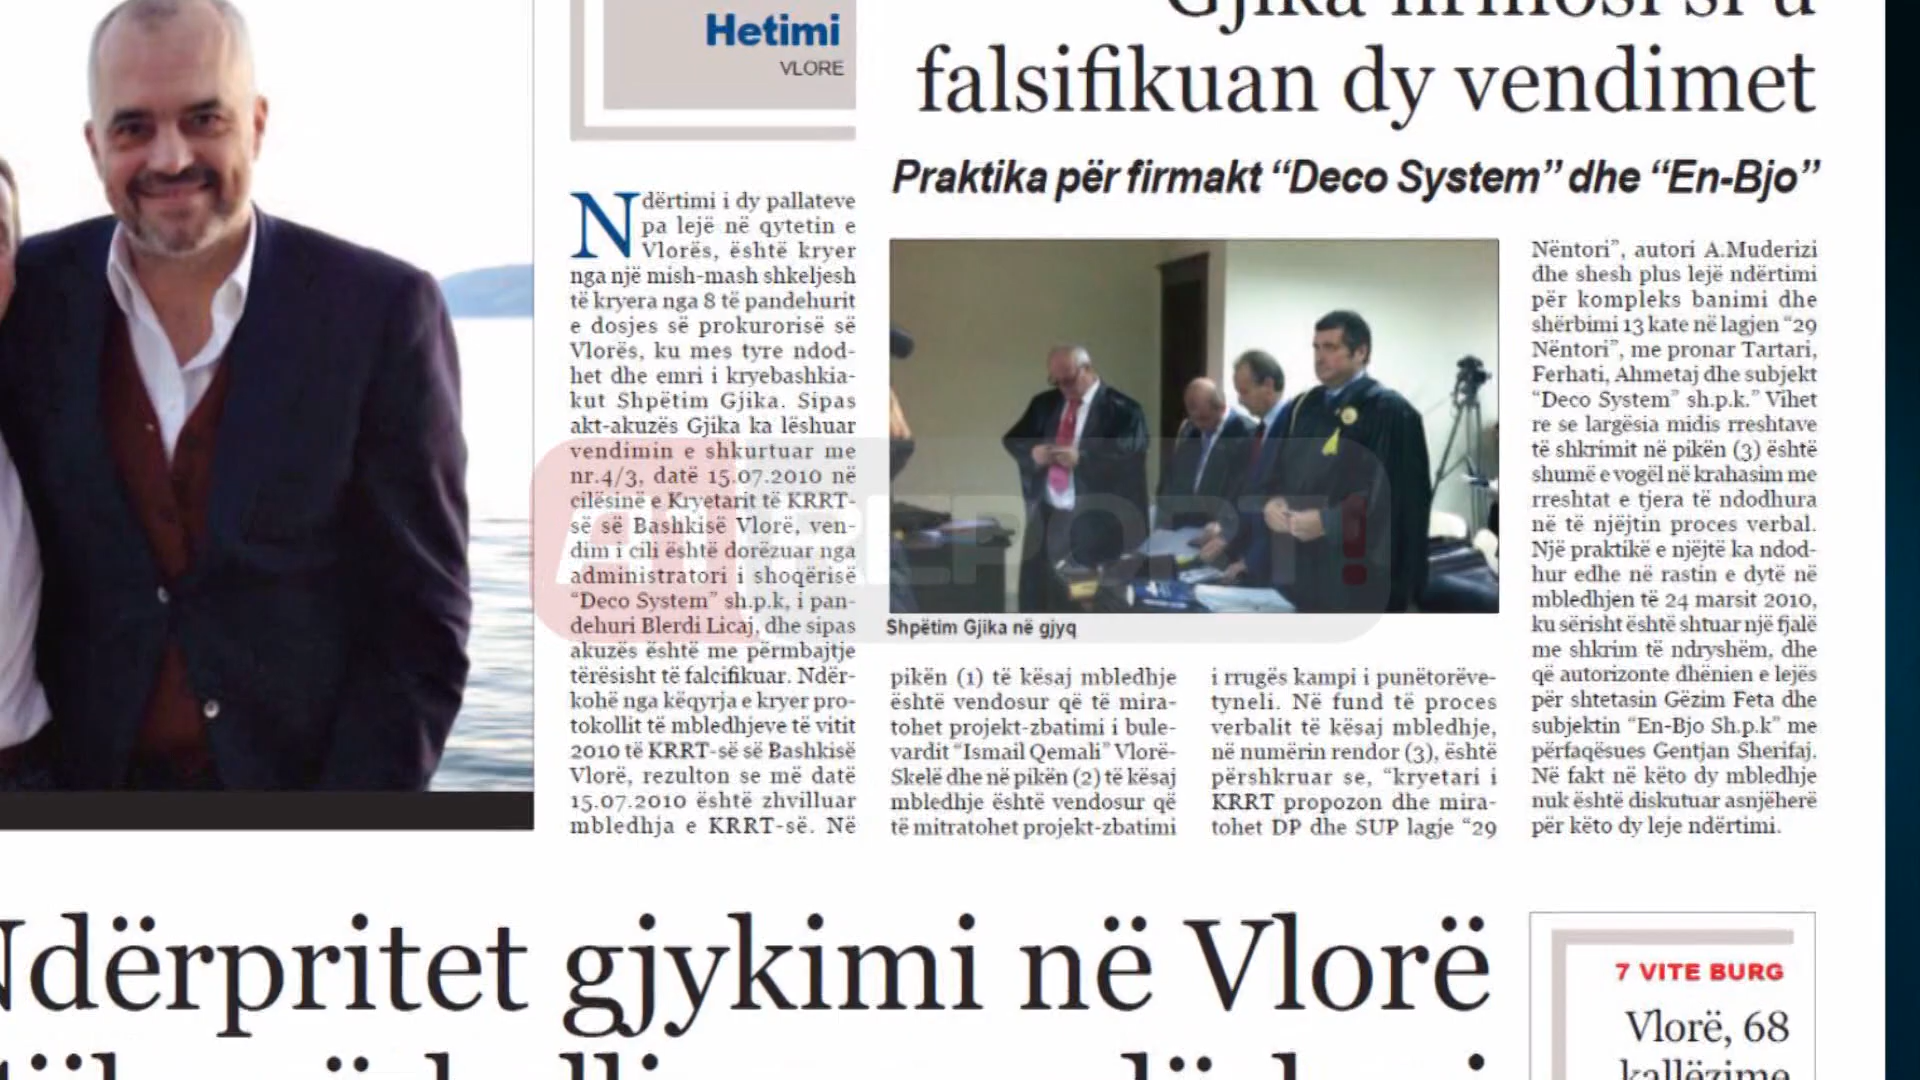 Hetimi
VLORE
falsifikuan dy vendimet
Praktika për firmakt “Deco System” dhe “En-Bjo”
Ndërtimi i dy pallateve
pa lejë në qytetin e
Vlorës, është kryer
nga një mish-mash shkeljesh
të kryera nga 8 të pandehurit
e dosjes së prokurorisë së
Vlorës, ku mes tyre ndod-
het dhe emri i kryebashkia-
kut Shpëtim Gjika. Sipas
akt-akuzës Gjika ka lëshuar
vendimin e shkurtuar me
nr.4/3, datë 15.07.2010 në
cilësinë e Kryetarit të KRRT-
së së Bashkisë Vlorë, ven-
dim i cili është dorëzuar nga
administratori i shoqërisë
“Deco System” sh.p.k, i pan-
dehuri Blerdi Licaj, dhe sipas
akuzës është me përmbajtje
tërësisht të falcifikuar. Ndër-
kohë nga këqyrja e kryer pro-
tokollit të mbledhjeve të vitit
2010 të KRRT-së së Bashkisë
Vlorë, rezulton se më datë
15.07.2010 është zhvilluar
mbledhja e KRRT-së. Në
A1 REPORT!
Shpëtim Gjika në gjyq
pikën (1) të kësaj mbledhje
është vendosur që të mira-
tohet projekt-zbatimi i bule-
vardit “Ismail Qemali” Vlorë-
Skelë dhe në pikën (2) të kësaj
mbledhje është vendosur që
të mitratohet projekt-zbatimi
i rrugës kampi i punëtorëve-
tyneli. Në fund të proces
verbalit të kësaj mbledhje,
në numërin rendor (3), është
përshkruar se, “kryetari i
KRRT propozon dhe mira-
tohet DP dhe SUP lagje “29
Nëntori”, autori A.Muderizi
dhe shesh plus lejë ndërtimi
për kompleks banimi dhe
shërbimi 13 kate në lagjen “29
Nëntori”, me pronar Tartari,
Ferhati, Ahmetaj dhe subjekt
“Deco System” sh.p.k.” Vihet
re se largësia midis rreshtave
të shkrimit në pikën (3) është
shumë e vogël në krahasim me
rreshtat e tjera të ndodhura
në të njëjtin proces verbal.
Një praktikë e njëjtë ka ndod-
hur edhe në rastin e dytë në
mbledhjen të 24 marsit 2010,
ku sërisht është shtuar një fjalë
me shkrim të ndryshëm, dhe
që autorizonte dhënien e lejës
për shtetasin Gëzim Feta dhe
subjektin “En-Bjo Sh.p.k” me
përfaqësues Gentjan Sherifaj.
Në fakt në këto dy mbledhje
nuk është diskutuar asnjëherë
për këto dy leje ndërtimi.
Ndërpritet gjykimi në Vlorë
7 VITE BURG
Vlorë, 68
kallëzime